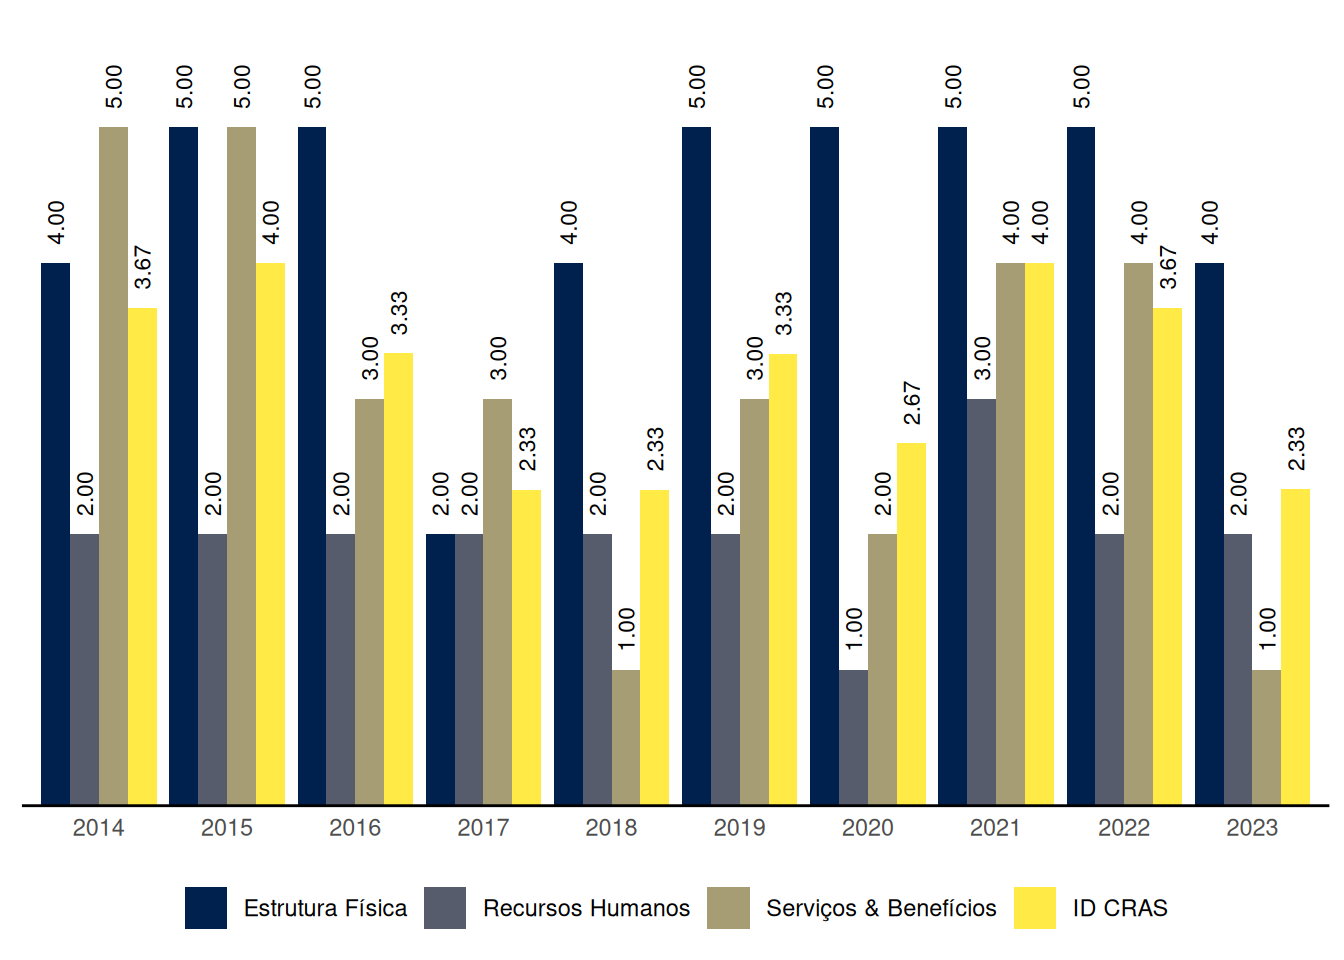 4.00 2.00 5.00 3.67 5.00 2.00 5.00 4.00 5.00 2.00 3.00 3.33 2.00 2.00 3.00 2.33 4.00 2.00 1.00 2.33 5.00 2.00 3.00 3.33 5.00 1.00 2.00 2.67 5.00 3.00 4.00 4.00 5.00 2.00 4.00 3.67 4.00 2.00 1.00 2.33
2014 2015 2016 2017 2018 2019 2020 2021 2022 2023
Estrutura Física Recursos Humanos Serviços & Benefícios ID CRAS